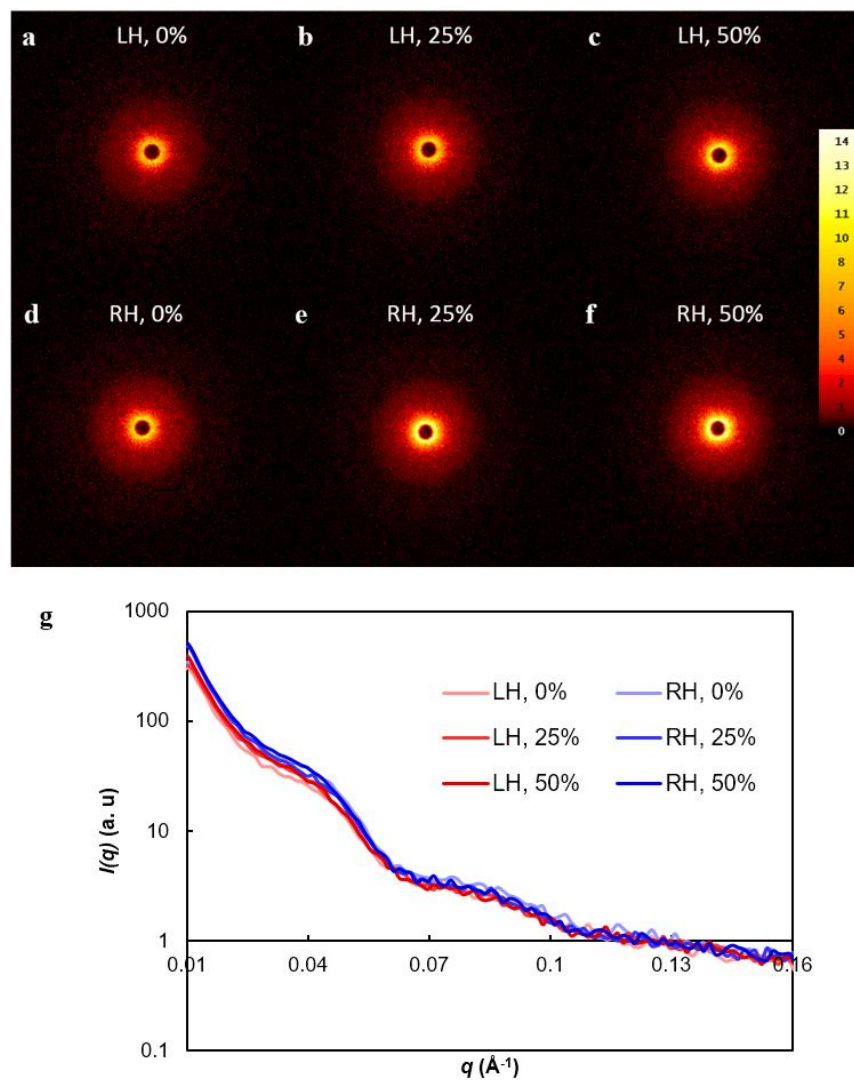 a LH, 0% b LH, 25% c LH, 50%
14
13
12
11
10
8
7
6
5
4
2
1
0
d RH, 0% e RH, 25% f RH, 50%
g
1000
100
10
1
0.1
I(q) (a. u)
LH, 0% RH, 0%
LH, 25% RH, 25%
LH, 50% RH, 50%
0.01 0.04 0.07 0.1 0.13 0.16
q (Å⁻¹)